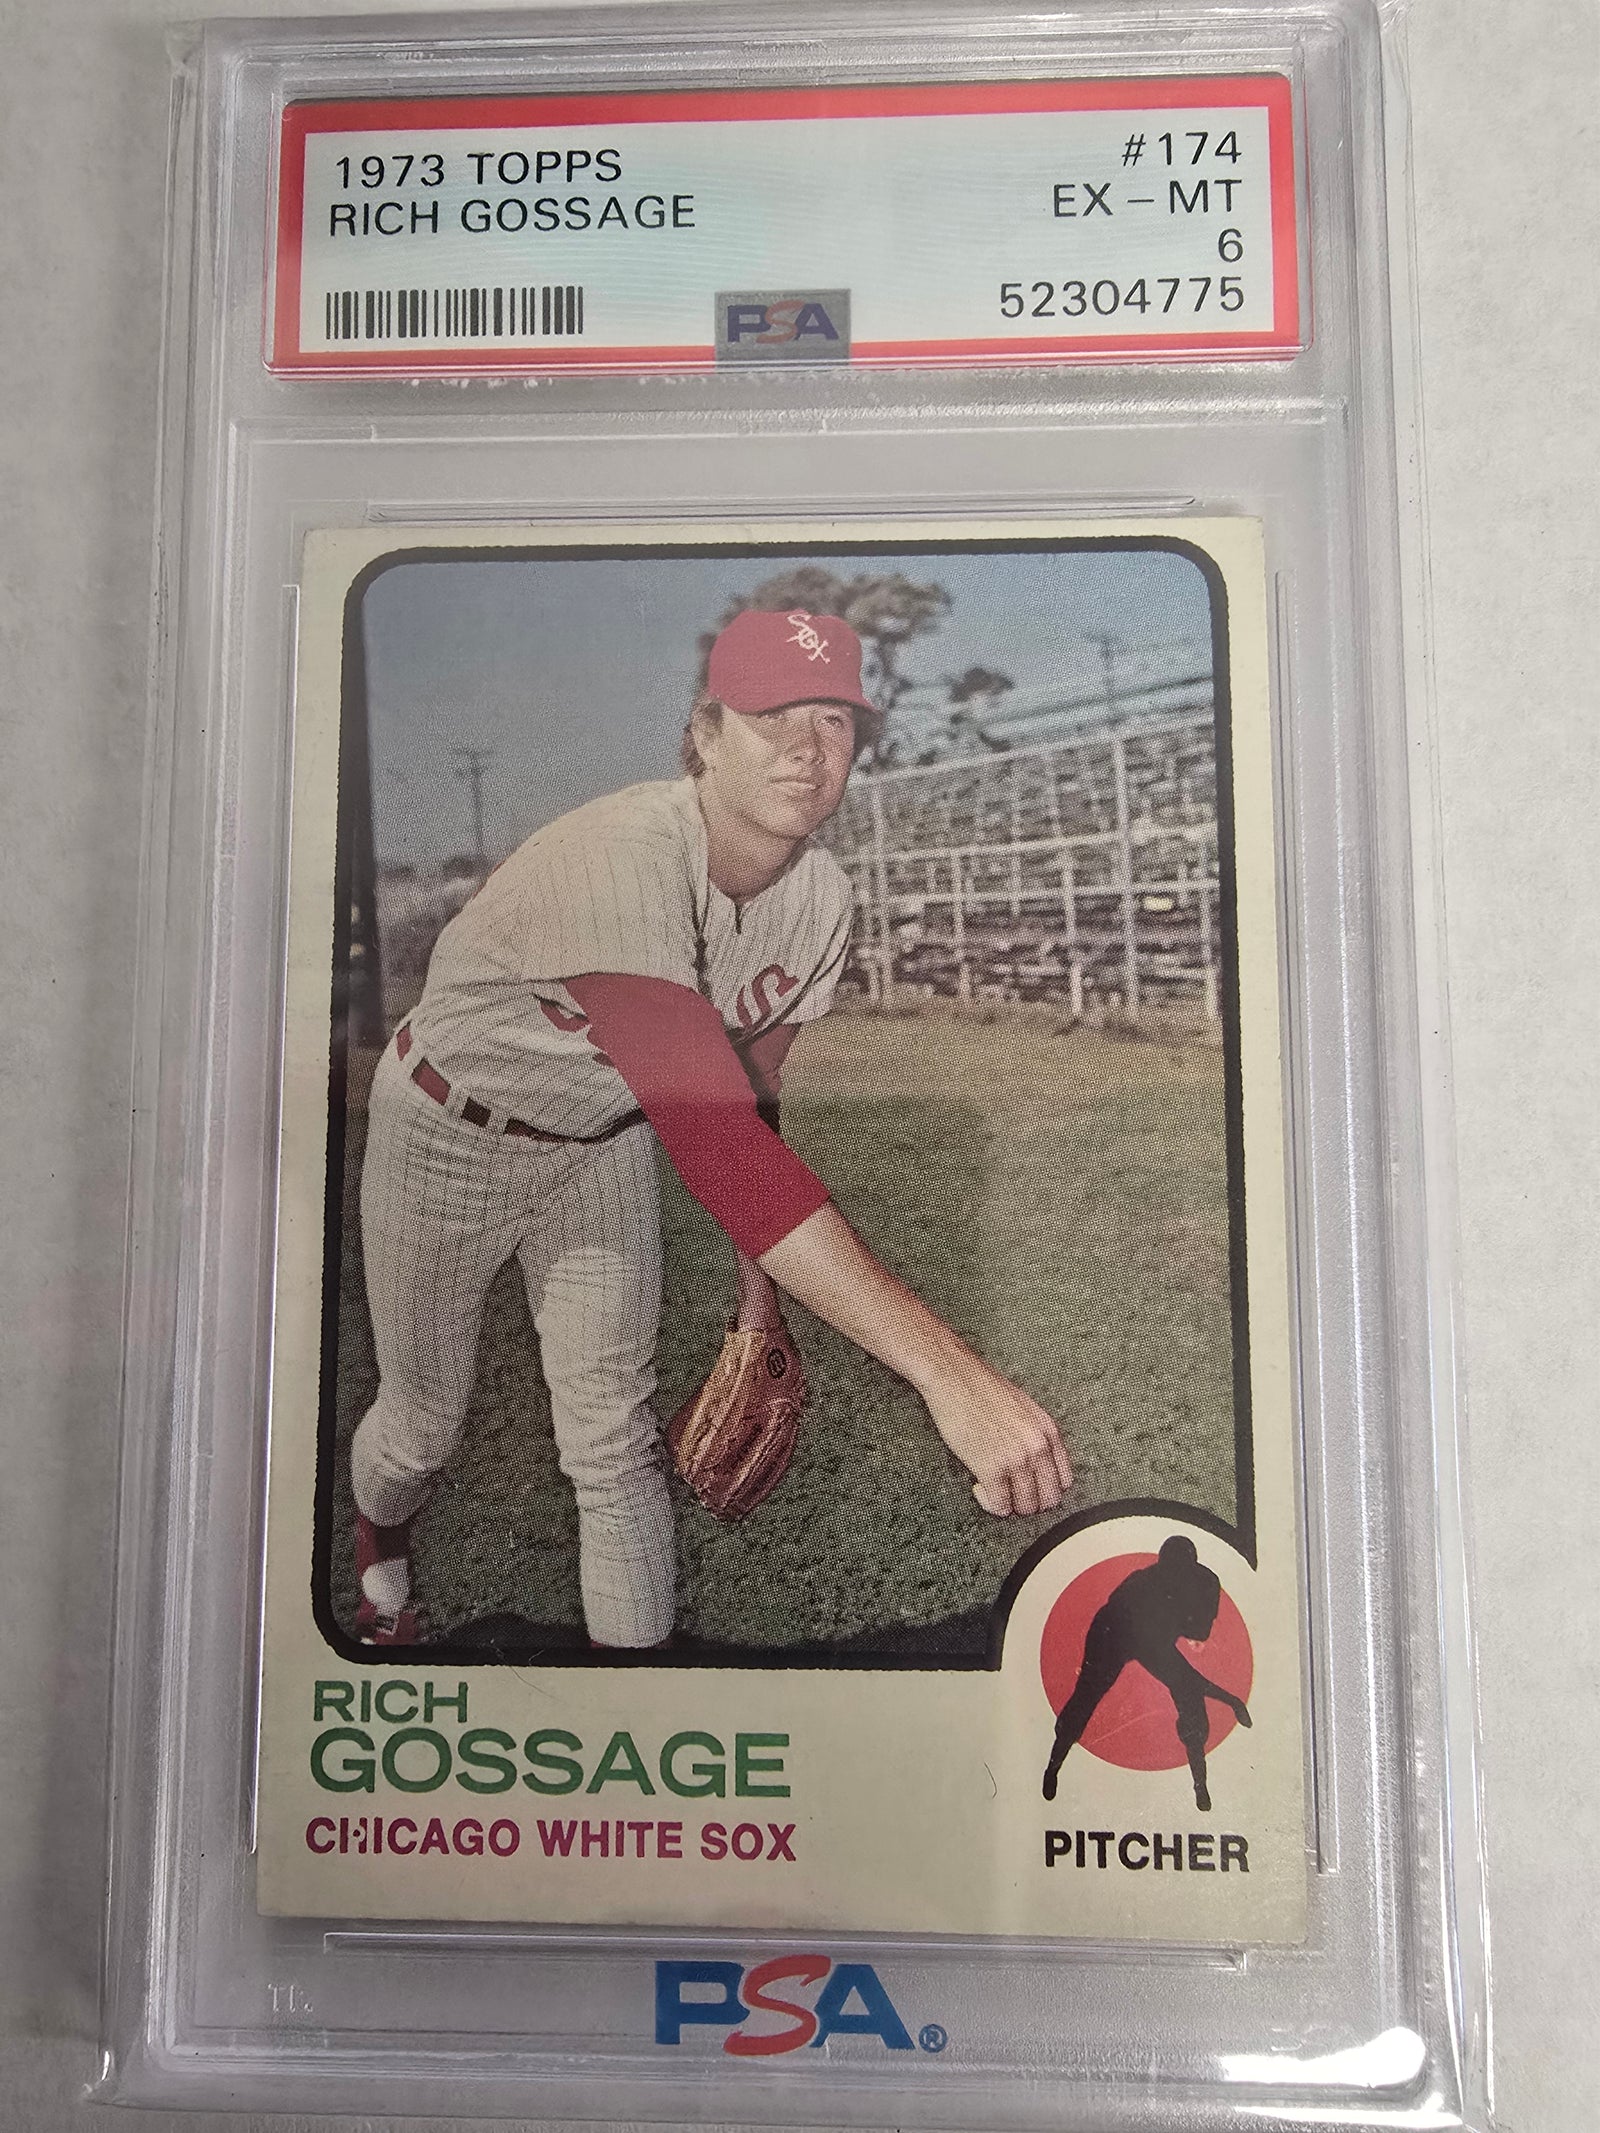 1973 TOPPS
RICH GOSSAGE
#174
EX - MT
6
52304775
PSA
SOX
S
RICH
GOSSAGE
CHICAGO WHITE SOX
PITCHER
PSA®